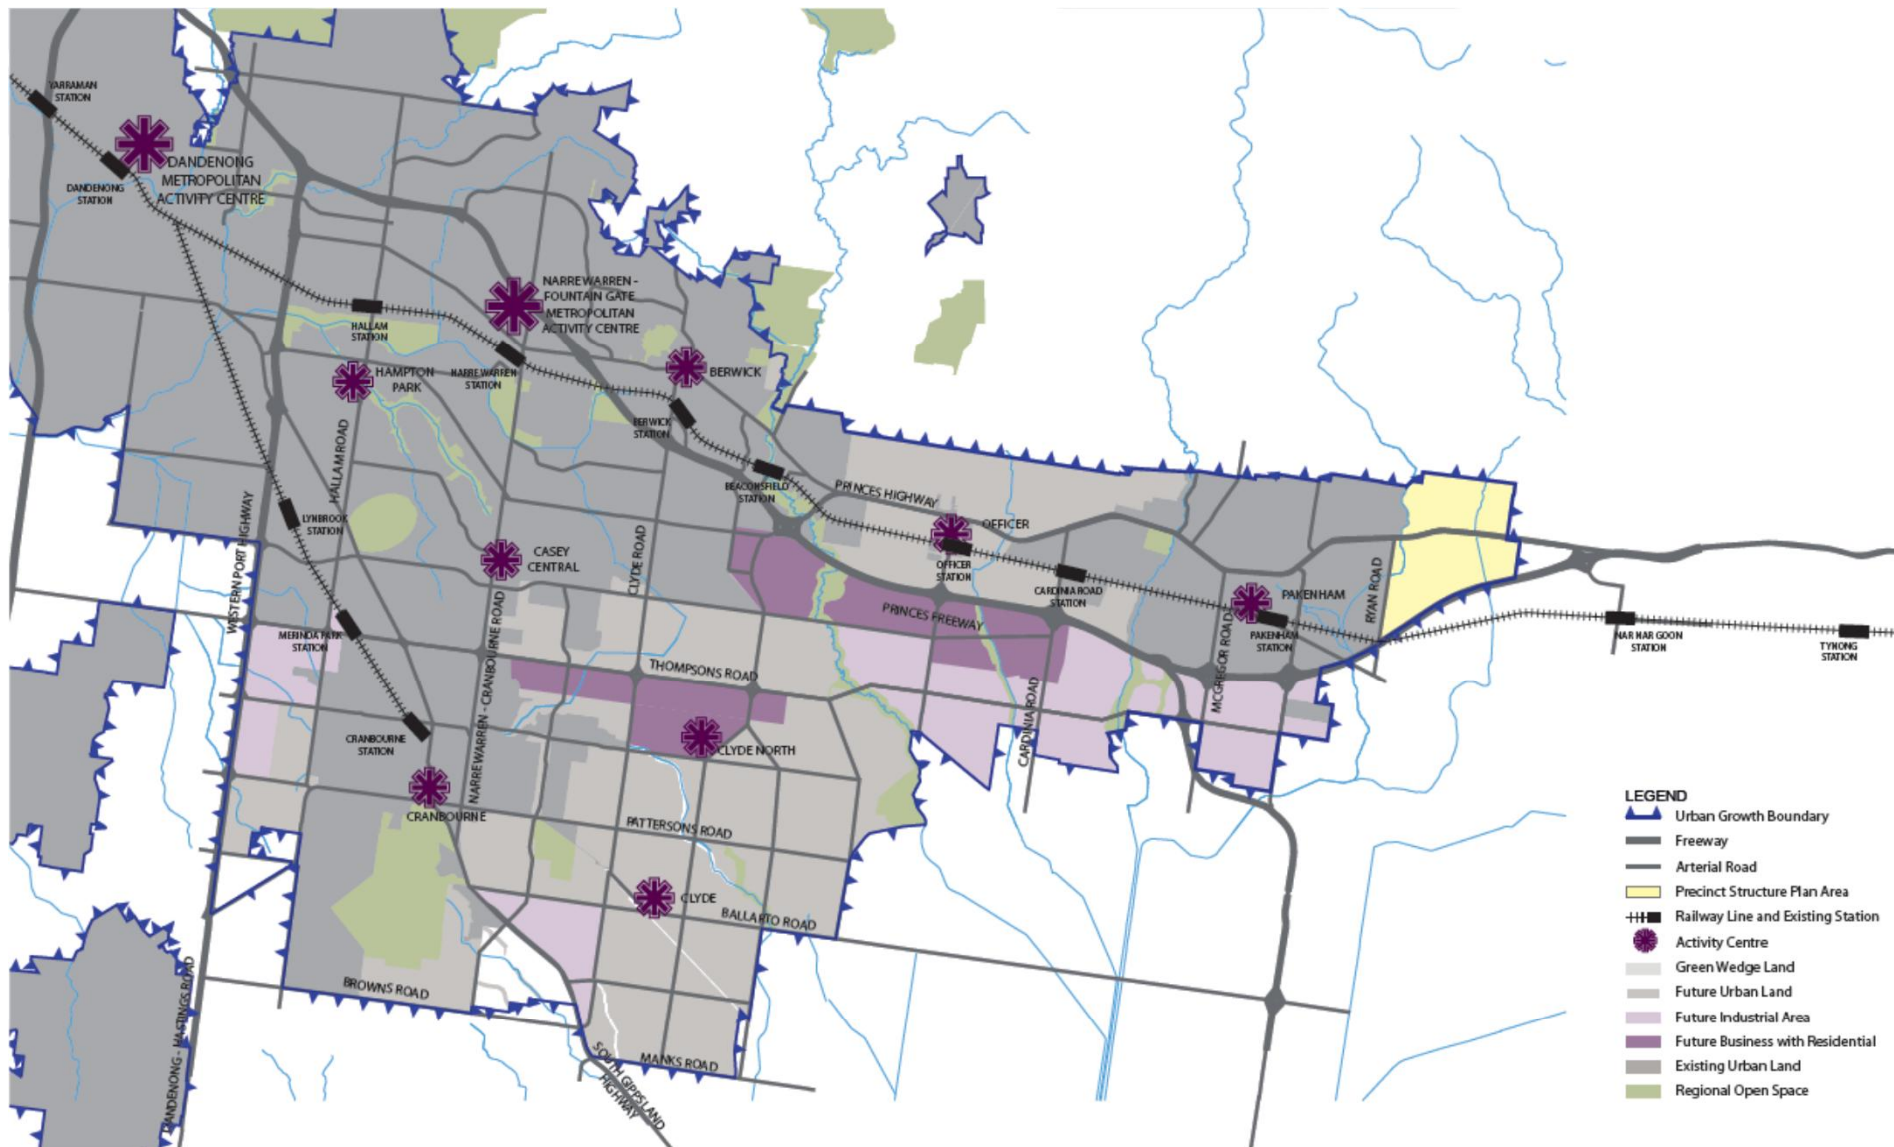 YARRAMAN
STATION
DANDENONG
METROPOLITAN
ACTIVITY CENTRE
DANDENONG
STATION
NARRE WARREN -
FOUNTAIN GATE
METROPOLITAN
ACTIVITY CENTRE
HALLAM
STATION
HAMPTON
PARK
NARRE WARREN
STATION
BERWICK
BERWICK
STATION
BEACONSFIELD
STATION
PRINCES HIGHWAY
OFFICER
OFFICER
STATION
CARDINIA ROAD
STATION
PAKENHAM
PAKENHAM
STATION
RYAN ROAD
NAR NAR GOON
STATION
TYNONG
STATION
HALLAM ROAD
WESTERN PORT HIGHWAY
LYNBROOK
STATION
CASEY
CENTRAL
CLYDE ROAD
PRINCES FREEWAY
MERINDA PARK
STATION
NARREWARREN - CRANBOURNE ROAD
THOMPSONS ROAD
CARDINIA ROAD
MCGREGOR ROAD
CRANBOURNE
STATION
CLYDE NORTH
CRANBOURNE
PATTERSONS ROAD
CLYDE
BALLARTO ROAD
BROWNS ROAD
DANDENONG - HASTINGS ROAD
MANKS ROAD
SOUTH GIPPSLAND
HIGHWAY
LEGEND
Urban Growth Boundary
Freeway
Arterial Road
Precinct Structure Plan Area
Railway Line and Existing Station
Activity Centre
Green Wedge Land
Future Urban Land
Future Industrial Area
Future Business with Residential
Existing Urban Land
Regional Open Space